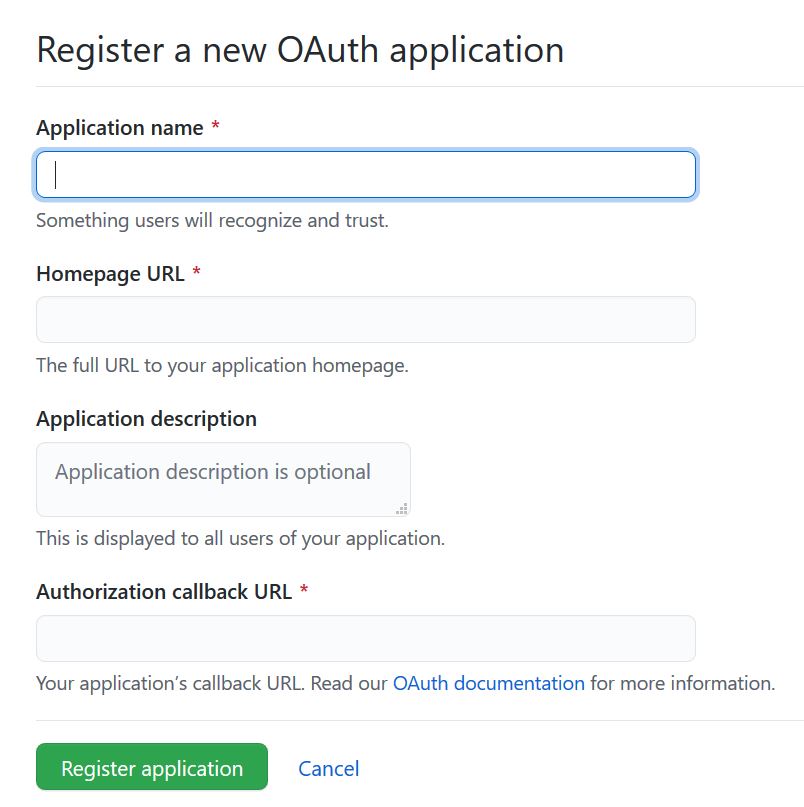 Register a new OAuth application
Application name *
Something users will recognize and trust.
Homepage URL *
The full URL to your application homepage.
Application description
Application description is optional
This is displayed to all users of your application.
Authorization callback URL *
Your application’s callback URL. Read our OAuth documentation for more information.
Register application Cancel